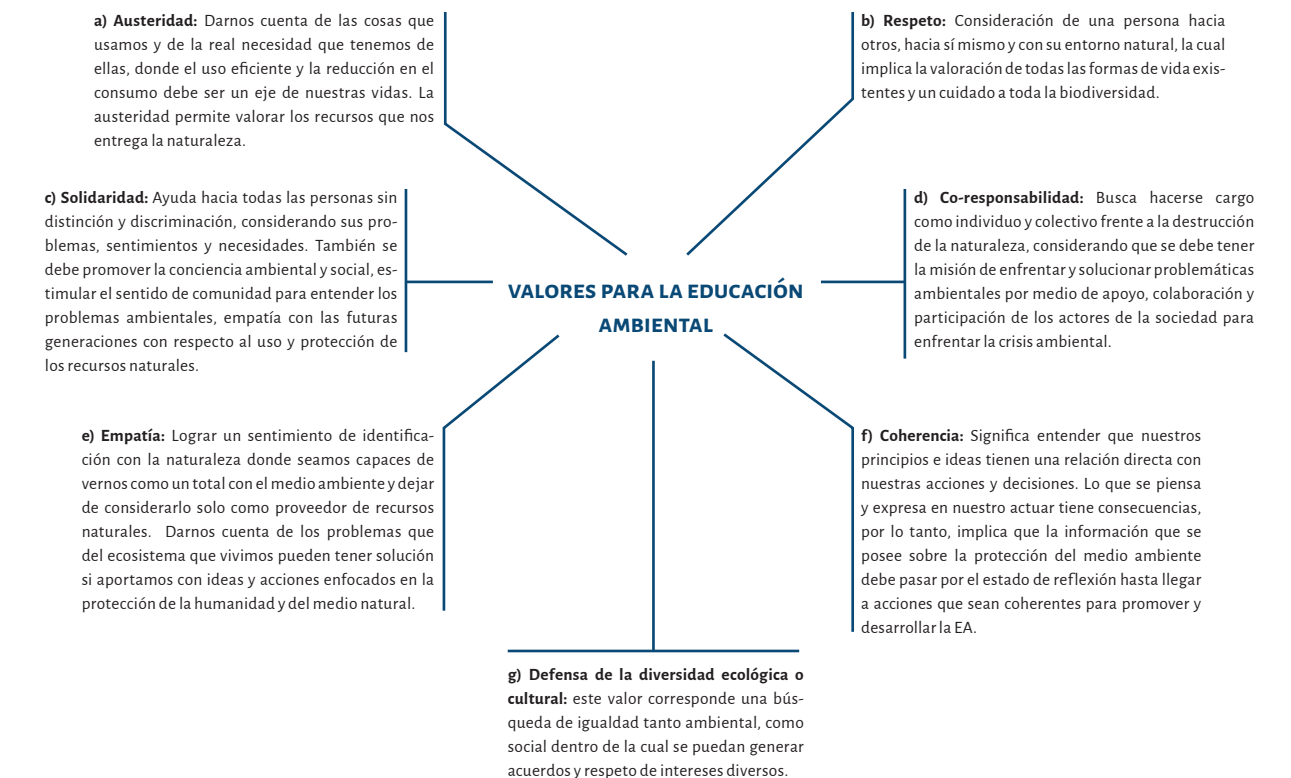 a) Austeridad: Darnos cuenta de las cosas que
usamos y de la real necesidad que tenemos de
ellas, donde el uso eficiente y la reducción en el
consumo debe ser un eje de nuestras vidas. La
austeridad permite valorar los recursos que nos
entrega la naturaleza.
b) Respeto: Consideración de una persona hacia
otros, hacia sí mismo y con su entorno natural, la cual
implica la valoración de todas las formas de vida exis-
tentes y un cuidado a toda la biodiversidad.
c) Solidaridad: Ayuda hacia todas las personas sin
distinción y discriminación, considerando sus pro-
blemas, sentimientos y necesidades. También se
debe promover la conciencia ambiental y social, es-
timular el sentido de comunidad para entender los
problemas ambientales, empatía con las futuras
generaciones con respecto al uso y protección de
los recursos naturales.
d) Co-responsabilidad: Busca hacerse cargo
como individuo y colectivo frente a la destrucción
de la naturaleza, considerando que se debe tener
la misión de enfrentar y solucionar problemáticas
ambientales por medio de apoyo, colaboración y
participación de los actores de la sociedad para
enfrentar la crisis ambiental.
VALORES PARA LA EDUCACIÓN
AMBIENTAL
e) Empatía: Lograr un sentimiento de identifica-
ción con la naturaleza donde seamos capaces de
vernos como un total con el medio ambiente y dejar
de considerarlo solo como proveedor de recursos
naturales. Darnos cuenta de los problemas que
del ecosistema que vivimos pueden tener solución
si aportamos con ideas y acciones enfocados en la
protección de la humanidad y del medio natural.
f) Coherencia: Significa entender que nuestros
principios e ideas tienen una relación directa con
nuestras acciones y decisiones. Lo que se piensa
y expresa en nuestro actuar tiene consecuencias,
por lo tanto, implica que la información que se
posee sobre la protección del medio ambiente
debe pasar por el estado de reflexión hasta llegar
a acciones que sean coherentes para promover y
desarrollar la EA.
g) Defensa de la diversidad ecológica o
cultural: este valor corresponde una bús-
queda de igualdad tanto ambiental, como
social dentro de la cual se puedan generar
acuerdos y respeto de intereses diversos.